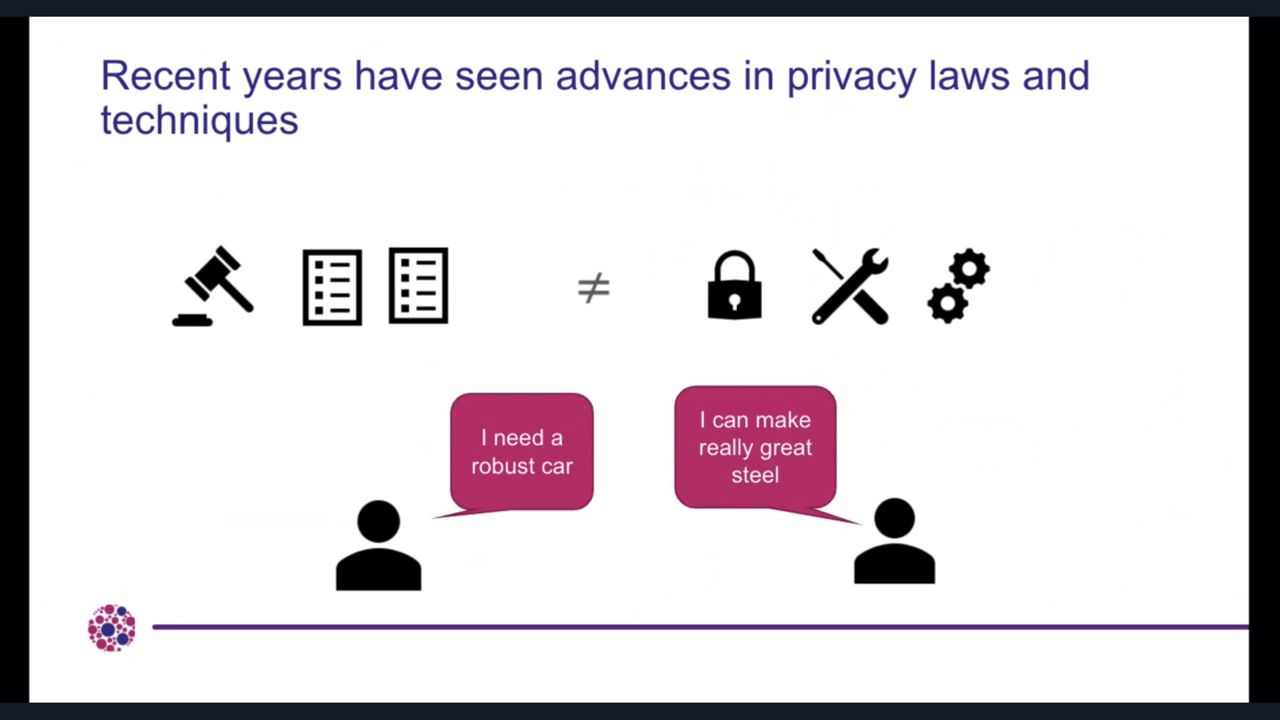 Recent years have seen advances in privacy laws and
techniques
≠
I need a
robust car
I can make
really great
steel